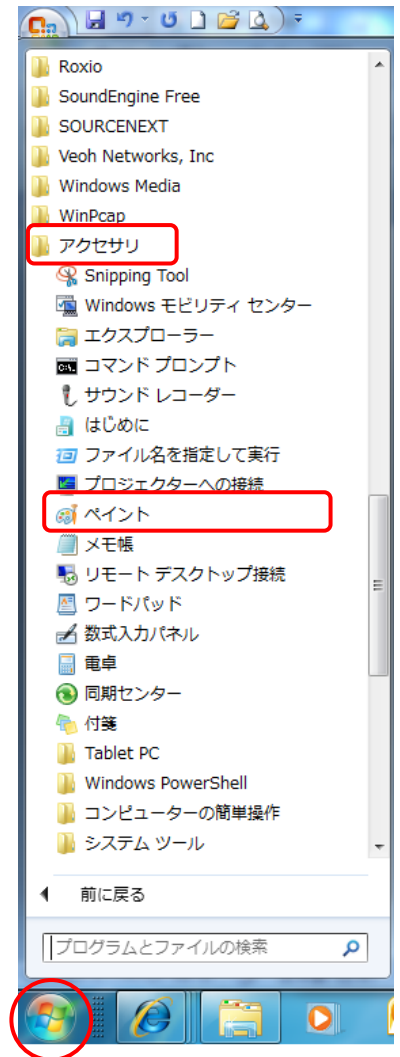 Roxio
SoundEngine Free
SOURCENEXT
Veoh Networks, Inc
Windows Media
WinPcap
アクセサリ
Snipping Tool
Windows モビリティ センター
エクスプローラー
コマンド プロンプト
サウンド レコーダー
はじめに
ファイル名を指定して実行
プロジェクターへの接続
ペイント
メモ帳
リモート デスクトップ接続
ワードパッド
数式入力パネル
電卓
同期センター
付箋
Tablet PC
Windows PowerShell
コンピューターの簡単操作
システム ツール
前に戻る
プログラムとファイルの検索